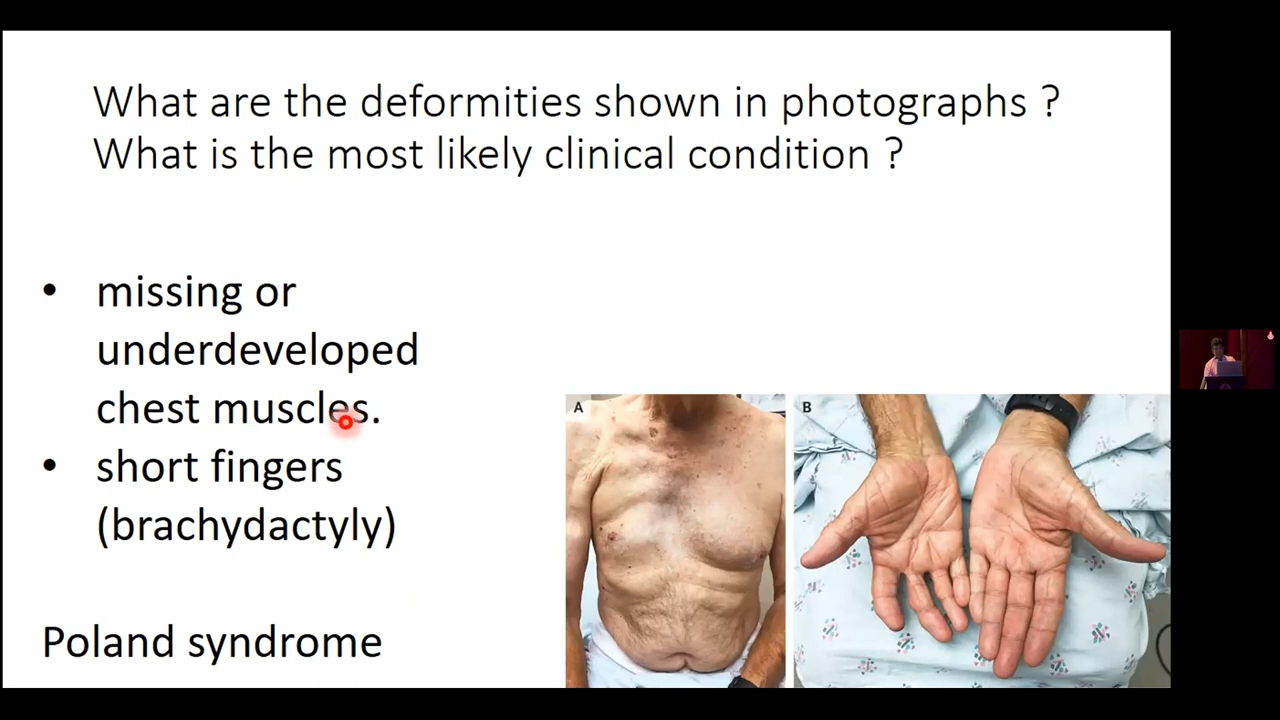 What are the deformities shown in photographs ?
What is the most likely clinical condition ?
• missing or
underdeveloped
chest muscles.
• short fingers
(brachydactyly)
Poland syndrome
A
B